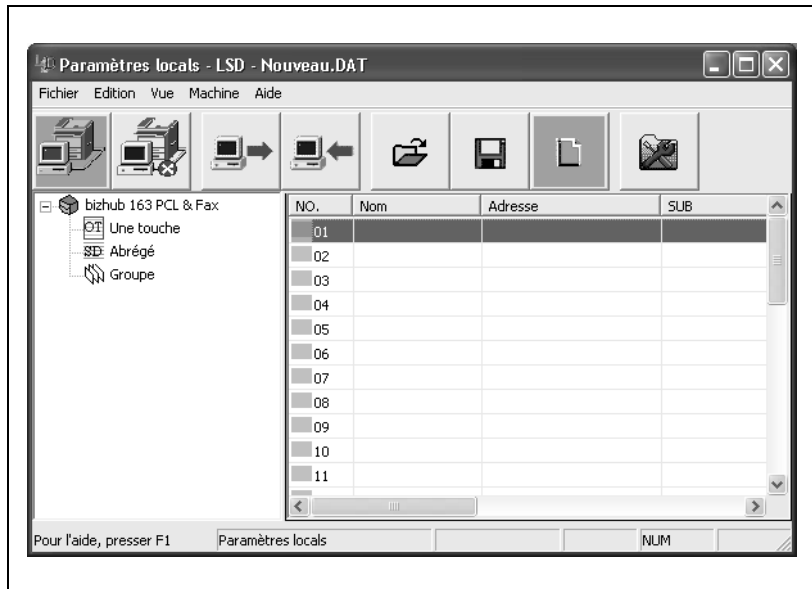 Paramètres locals - LSD - Nouveau.DAT
Fichier Edition Vue Machine Aide
bizhub 163 PCL & Fax
OT Une touche
SD Abrégé
Groupe
NO. Nom Adresse SUB
01
02
03
04
05
06
07
08
09
10
11
Pour l'aide, presser F1 Paramètres locals NUM